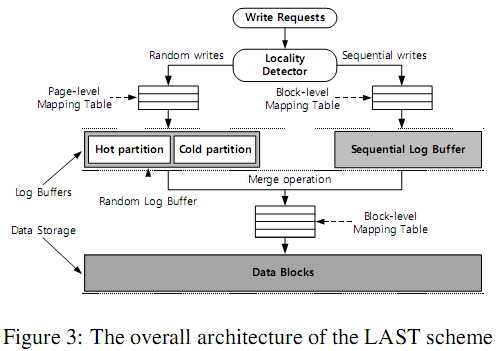 Write Requests
Random writes
Locality
Detector
Sequential writes
Page-level
Mapping Table
Block-level
Mapping Table
Hot partition
Cold partition
Sequential Log Buffer
Log Buffers
Random Log Buffer
Merge operation
Block-level
Mapping Table
Data Storage
Data Blocks
Figure 3: The overall architecture of the LAST scheme